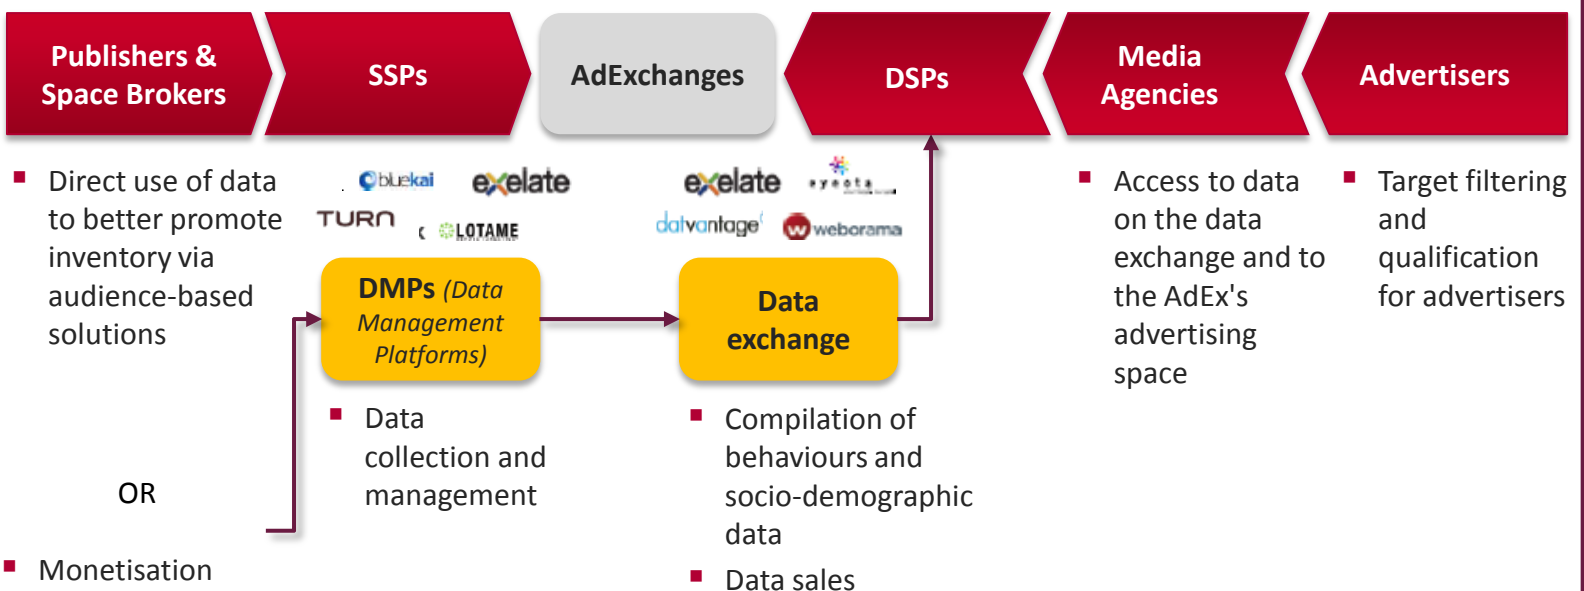 Publishers &
Space Brokers
SSPs
AdExchanges
DSPs
Media
Agencies
Advertisers
▪ Direct use of data
to better promote
inventory via
audience-based
solutions
OR
▪ Monetisation
bluekai
exelate
TURN
LOTAME
DMPs (Data
Management
Platforms)
▪ Data
collection and
management
exelate
eyeota
datvantage
weborama
Data
exchange
▪ Compilation of
behaviours and
socio-demographic
data
▪ Data sales
▪ Access to data
on the data
exchange and to
the AdEx's
advertising
space
▪ Target filtering
and
qualification
for advertisers